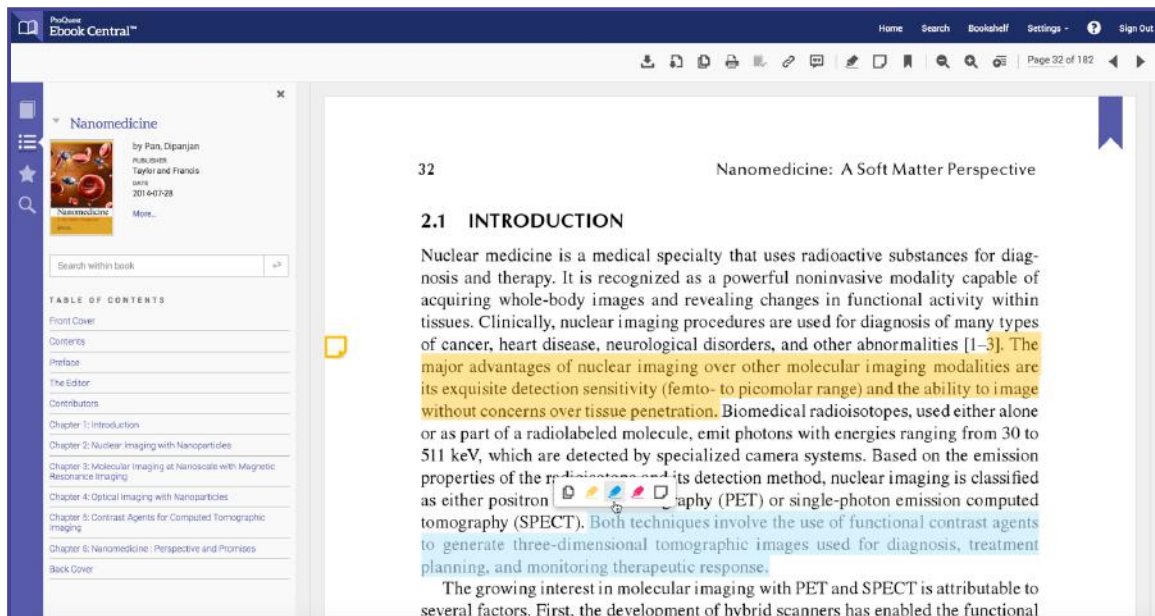 ProQuest
Ebook Central™
Home Search Bookshelf Settings - ? Sign Out
Page 32 of 182
Nanomedicine
by Pan, Dipanjan
PUBLISHER
Taylor and Francis
DATE
2014-07-28
More...
Nanomedicine
Search within book
TABLE OF CONTENTS
Front Cover
Contents
Preface
The Editor
Contributors
Chapter 1: Introduction
Chapter 2: Nuclear Imaging with Nanoparticles
Chapter 3: Molecular Imaging at Nanoscale with Magnetic
Resonance Imaging
Chapter 4: Optical Imaging with Nanoparticles
Chapter 5: Contrast Agents for Computed Tomographic
Imaging
Chapter 6: Nanomedicine : Perspective and Promises
Back Cover
32 Nanomedicine: A Soft Matter Perspective
2.1 INTRODUCTION
Nuclear medicine is a medical specialty that uses radioactive substances for diag-
nosis and therapy. It is recognized as a powerful noninvasive modality capable of
acquiring whole-body images and revealing changes in functional activity within
tissues. Clinically, nuclear imaging procedures are used for diagnosis of many types
of cancer, heart disease, neurological disorders, and other abnormalities [1–3]. The
major advantages of nuclear imaging over other molecular imaging modalities are
its exquisite detection sensitivity (femto- to picomolar range) and the ability to image
without concerns over tissue penetration. Biomedical radioisotopes, used either alone
or as part of a radiolabeled molecule, emit photons with energies ranging from 30 to
511 keV, which are detected by specialized camera systems. Based on the emission
properties of the its detection method, nuclear imaging is classified
as either positron (PET) or single-photon emission computed
tomography (SPECT). Both techniques involve the use of functional contrast agents
to generate three-dimensional tomographic images used for diagnosis, treatment
planning, and monitoring therapeutic response.
The growing interest in molecular imaging with PET and SPECT is attributable to
several factors. First, the development of hybrid scanners has enabled the functional